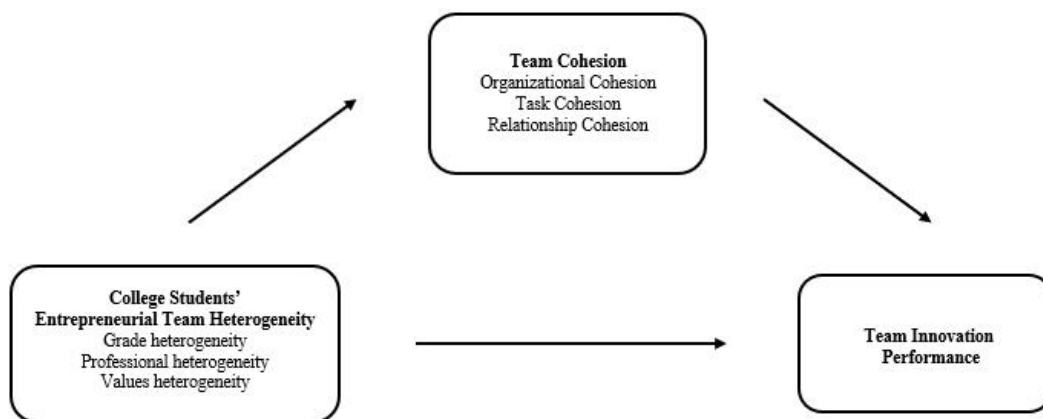 Team Cohesion
Organizational Cohesion
Task Cohesion
Relationship Cohesion
College Students’
Entrepreneurial Team Heterogeneity
Grade heterogeneity
Professional heterogeneity
Values heterogeneity
Team Innovation
Performance